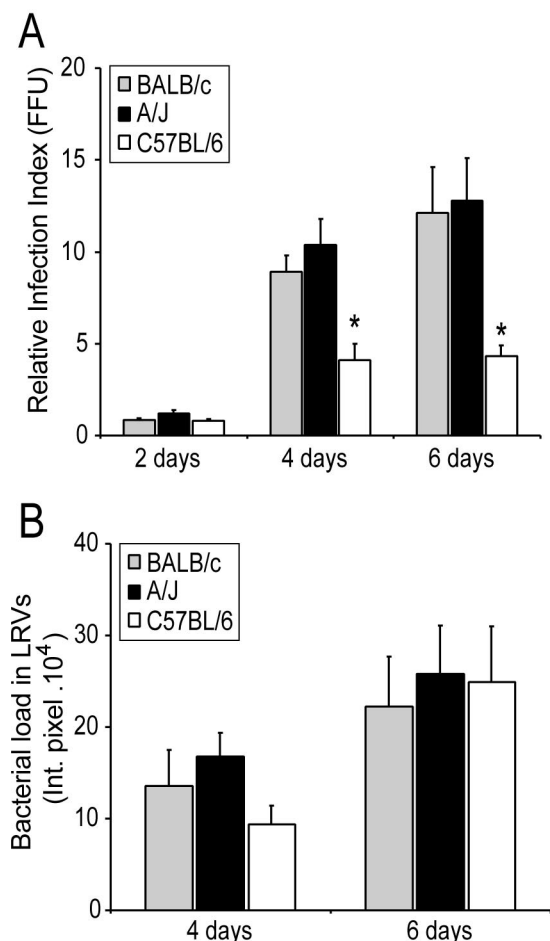 A
Relative Infection Index (FFU)
20
15
10
5
0
BALB/c
A/J
C57BL/6
*
*
2 days
4 days
6 days
B
Bacterial load in LRVs
(Int. pixel .10⁴)
40
30
20
10
0
BALB/c
A/J
C57BL/6
4 days
6 days